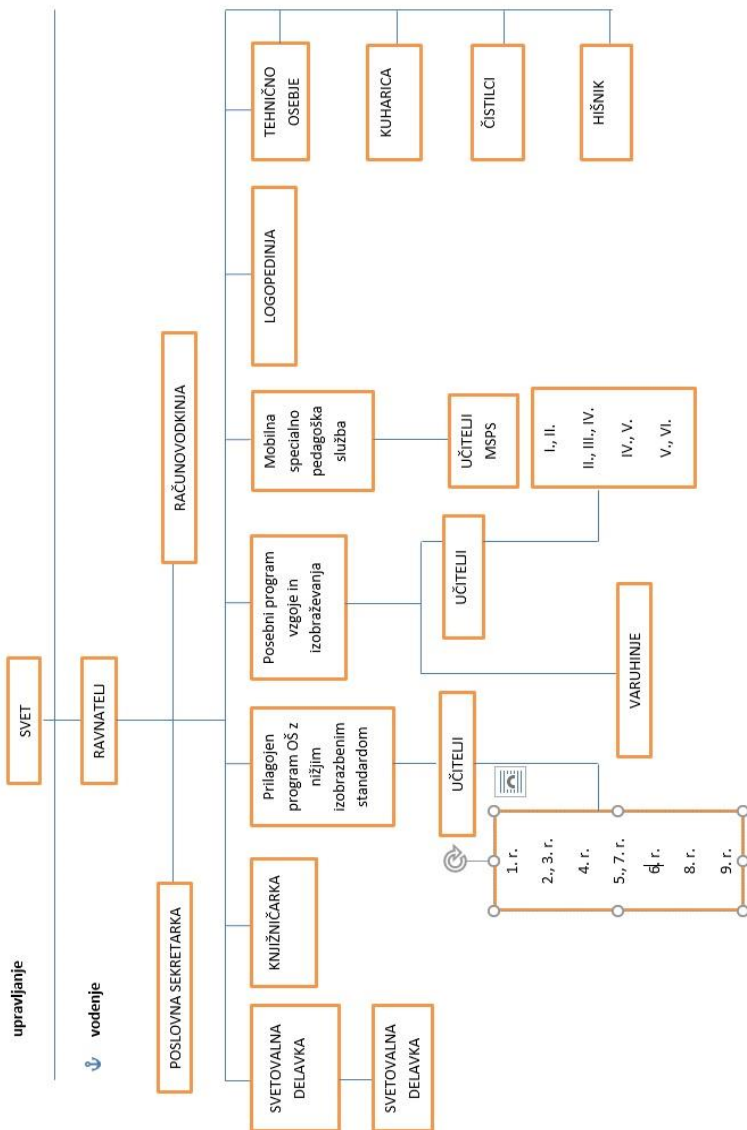 upravljanje
SVET
vodenje
RAVNATELJ
POSLOVNA SEKRETARKA
RAČUNOVODKINJA
SVETOVALNA
DELAVKA
KNJIŽNIČARKA
Prilagojen
program OŠ z
nižjim
izobrazbenim
standardom
Posebni program
vzgoje in
izobraževanja
Mobilna
specialno
pedagoška
služba
LOGOPEDINJA
TEHNIČNO
OSEBJE
SVETOVALNA
DELAVKA
UČITELJI
UČITELJI
UČITELJI
MSPS
KUHARICA
ČISTILCI
HIŠNIK
1. r.
2., 3. r.
4. r.
5., 7. r.
6. r.
8. r.
9. r.
VARUHINJE
I., II.
II., III., IV.
IV., V.
V., VI.